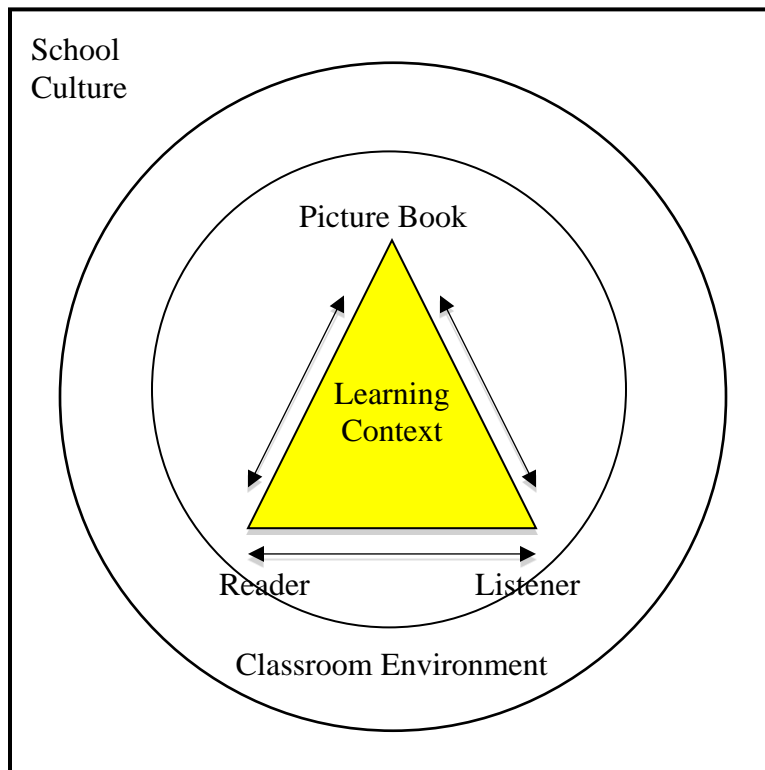 School
Culture
Picture Book
Learning
Context
Reader Listener
Classroom Environment